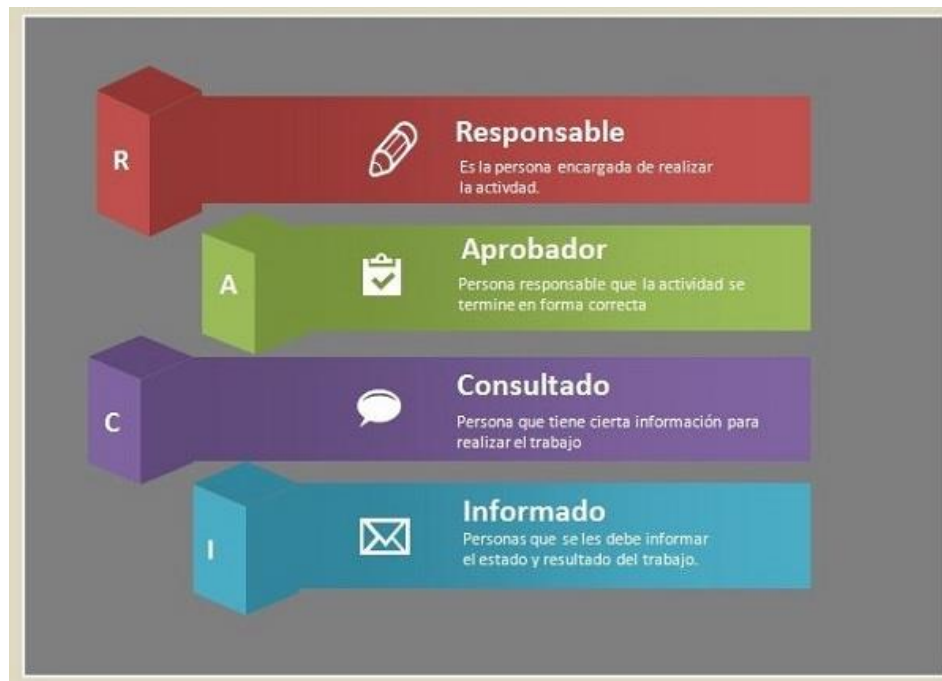 R
Responsable
Es la persona encargada de realizar
la activdad.
A
Aprobador
Persona responsable que la actividad se
termine en forma correcta
C
Consultado
Persona que tiene cierta información para
realizar el trabajo
I
Informado
Personas que se les debe informar
el estado y resultado del trabajo.